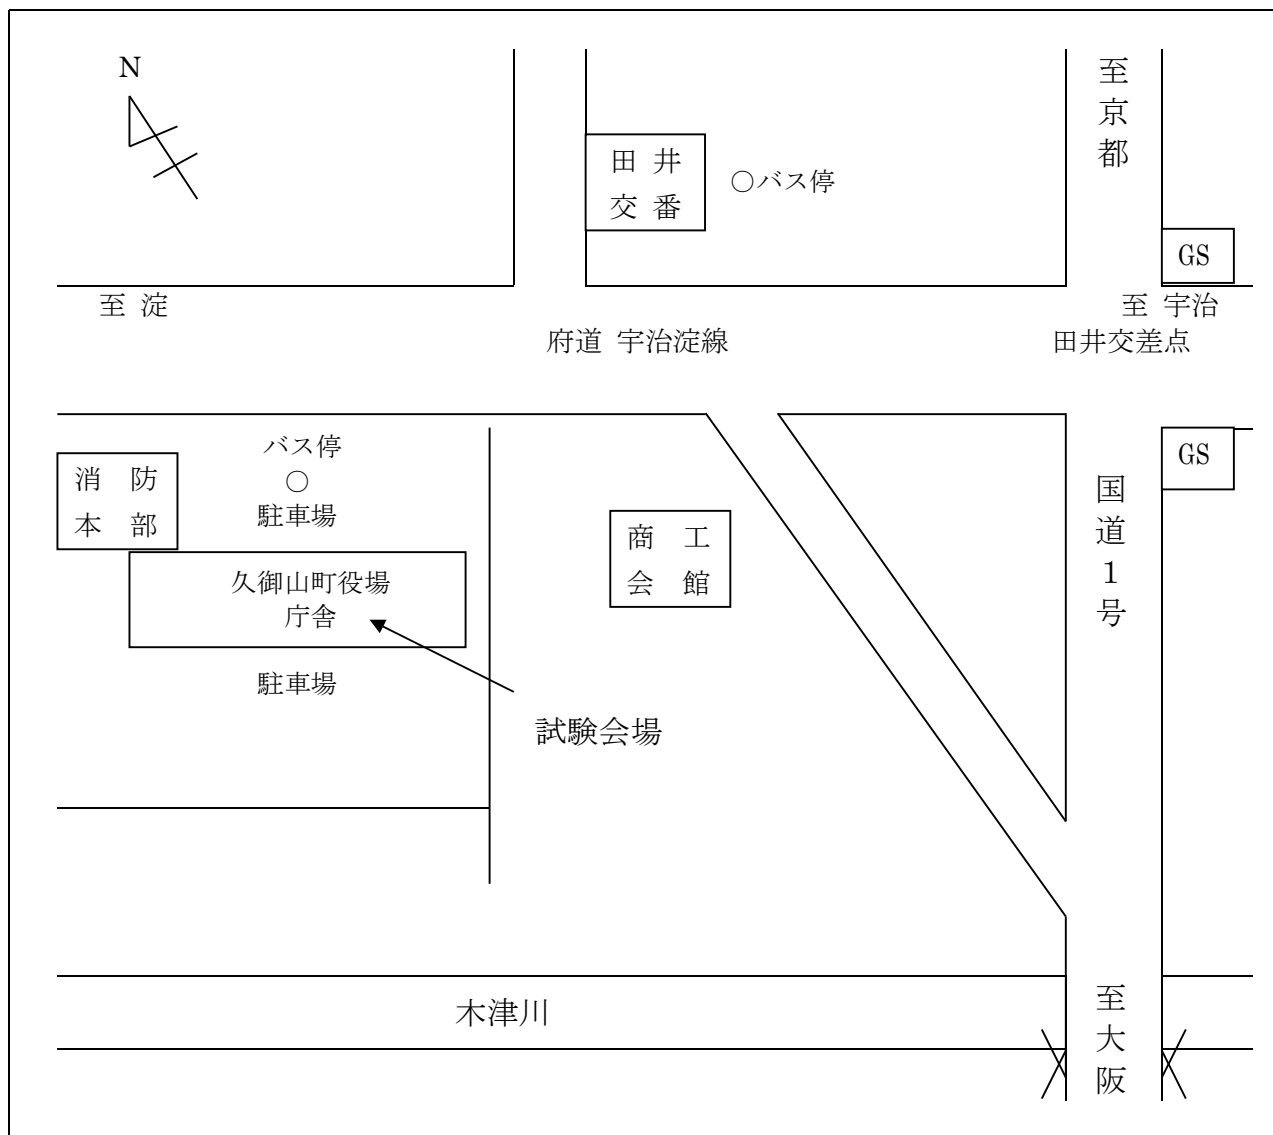 N
至京都
田 井
交 番
○バス停
GS
至 淀
至 宇治
府道 宇治淀線
田井交差点
バス停
○
駐車場
消 防
本 部
GS
国道1号
商 工
会 館
久御山町役場
庁舎
駐車場
試験会場
木津川
至大阪